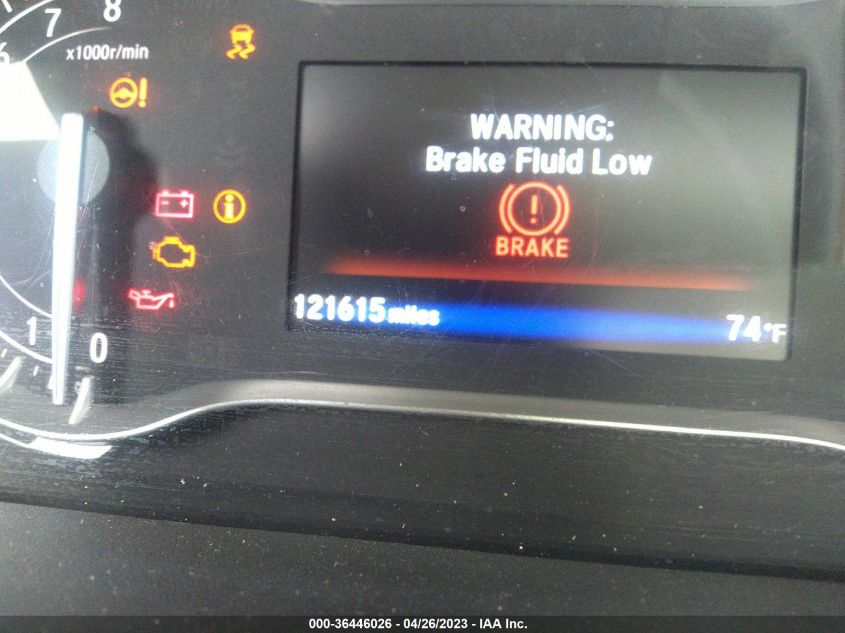 8
7
6
x1000r/min
WARNING:
Brake Fluid Low
BRAKE
121615 miles
74°F
1
0
000-36446026 - 04/26/2023 - IAA Inc.